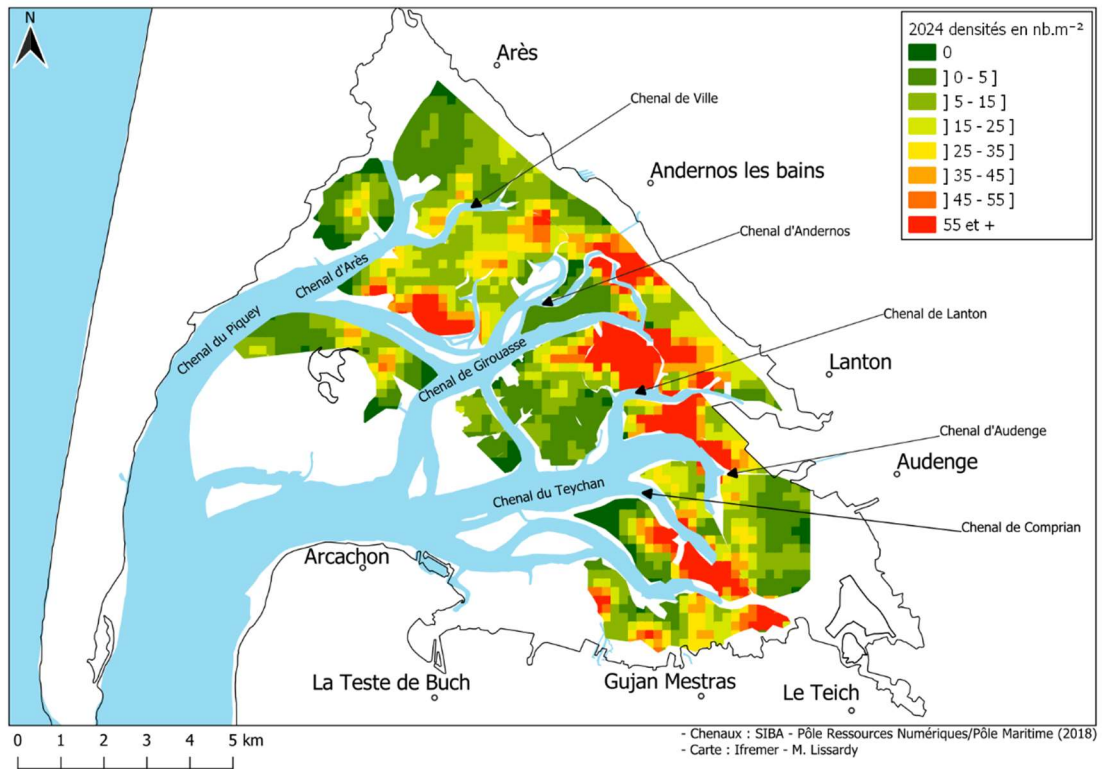 N
2024 densités en nb.m⁻²
0
] 0 - 5 ]
] 5 - 15 ]
] 15 - 25 ]
] 25 - 35 ]
] 35 - 45 ]
] 45 - 55 ]
55 et +
Arès
Chenal de Ville
Andernos les bains
Chenal d'Andernos
Chenal d'Arès
Chenal du Piquey
Chenal de Lanton
Chenal de Girouasse
Lanton
Chenal d'Audenge
Audenge
Chenal du Teychan
Chenal de Comprian
Arcachon
La Teste de Buch
Gujan Mestras
Le Teich
0 1 2 3 4 5 km
- Chenaux : SIBA - Pôle Ressources Numériques/Pôle Maritime (2018)
- Carte : Ifremer - M. Lissardy